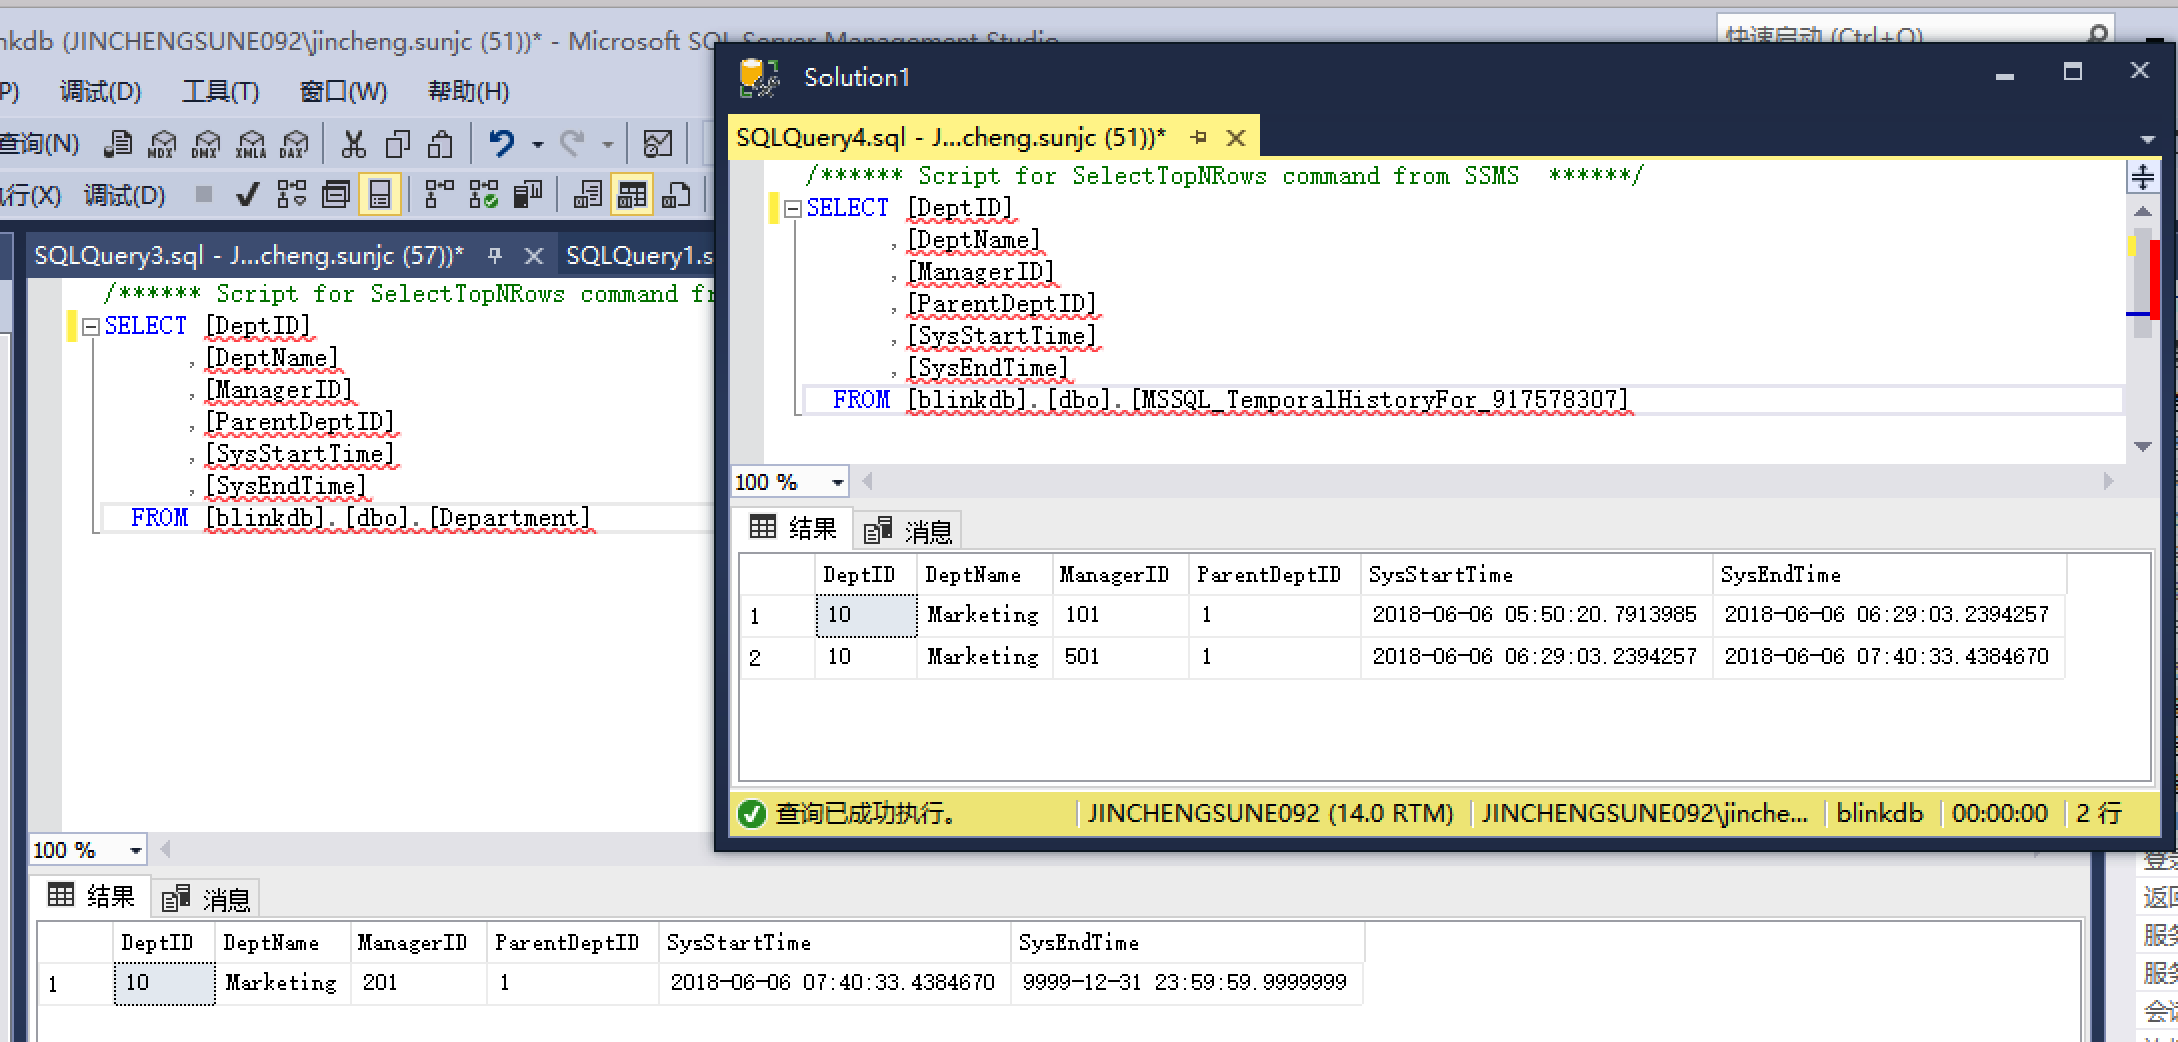 nkdb (JINCHENGSUNE092\jincheng.sunjc (51))* - Microsoft SQL Server Management Studio
快速启动 (Ctrl+Q)
P) 调试(D) 工具(T) 窗口(W) 帮助(H)
查询(N) MDX DMX XMLA DAX
行(X) 调试(D)
SQLQuery3.sql - J...cheng.sunjc (57))* SQLQuery1.s
/****** Script for SelectTopNRows command fr
SELECT [DeptID]
,[DeptName]
,[ManagerID]
,[ParentDeptID]
,[SysStartTime]
,[SysEndTime]
FROM [blinkdb].[dbo].[Department]
100 %
结果 消息
DeptID DeptName ManagerID ParentDeptID SysStartTime SysEndTime
1 10 Marketing 201 1 2018-06-06 07:40:33.4384670 9999-12-31 23:59:59.9999999
Solution1
SQLQuery4.sql - J...cheng.sunjc (51))*
/****** Script for SelectTopNRows command from SSMS ******/
SELECT [DeptID]
,[DeptName]
,[ManagerID]
,[ParentDeptID]
,[SysStartTime]
,[SysEndTime]
FROM [blinkdb].[dbo].[MSSQL_TemporalHistoryFor_917578307]
100 %
结果 消息
DeptID DeptName ManagerID ParentDeptID SysStartTime SysEndTime
1 10 Marketing 101 1 2018-06-06 05:50:20.7913985 2018-06-06 06:29:03.2394257
2 10 Marketing 501 1 2018-06-06 06:29:03.2394257 2018-06-06 07:40:33.4384670
查询已成功执行。 JINCHENGSUNE092 (14.0 RTM) JINCHENGSUNE092\jinche... blinkdb 00:00:00 2 行
返回
服务
服务
会话